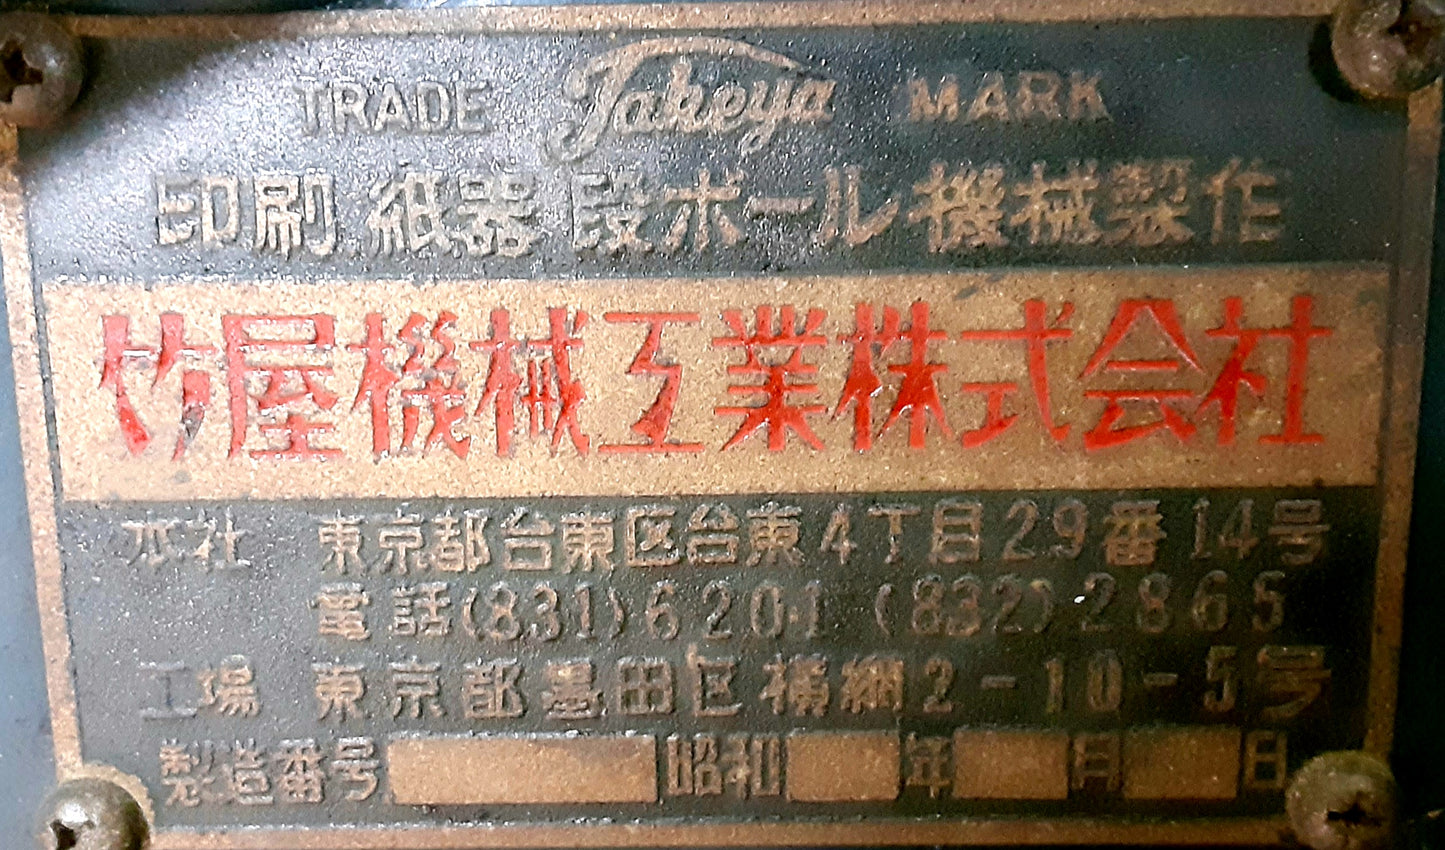 TRADE Takeya MARK
印刷 紙器 段ボール機械製作
竹屋機械工業株式会社
本社 東京都台東区台東4丁目29番14号
電話(831)6201 (832)2865
工場 東京都墨田区横網2-10-5号
製造番号 昭和 年 月 日